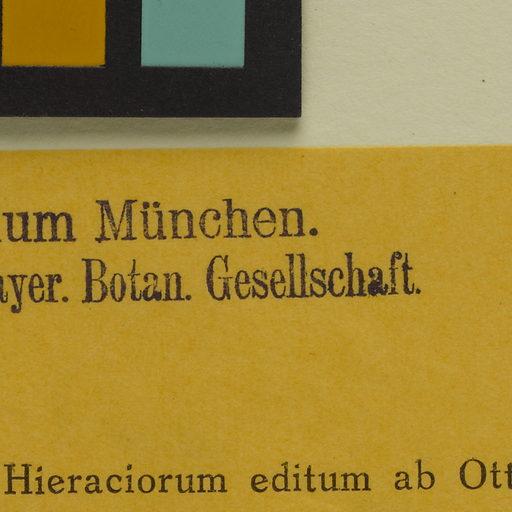 um München.
ayer. Botan. Gesellschaft.
Hieraciorum editum ab Ott